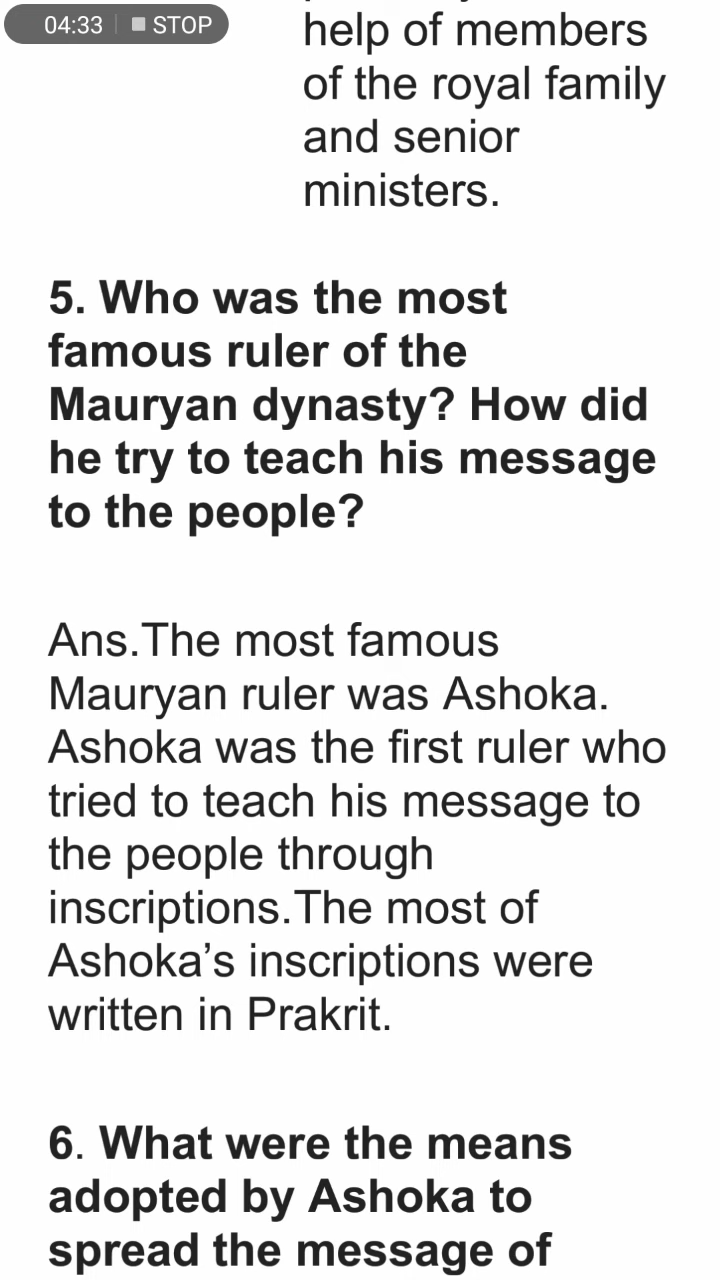 04:33 STOP
help of members
of the royal family
and senior
ministers.
5. Who was the most
famous ruler of the
Mauryan dynasty? How did
he try to teach his message
to the people?
Ans.The most famous
Mauryan ruler was Ashoka.
Ashoka was the first ruler who
tried to teach his message to
the people through
inscriptions.The most of
Ashoka’s inscriptions were
written in Prakrit.
6. What were the means
adopted by Ashoka to
spread the message of